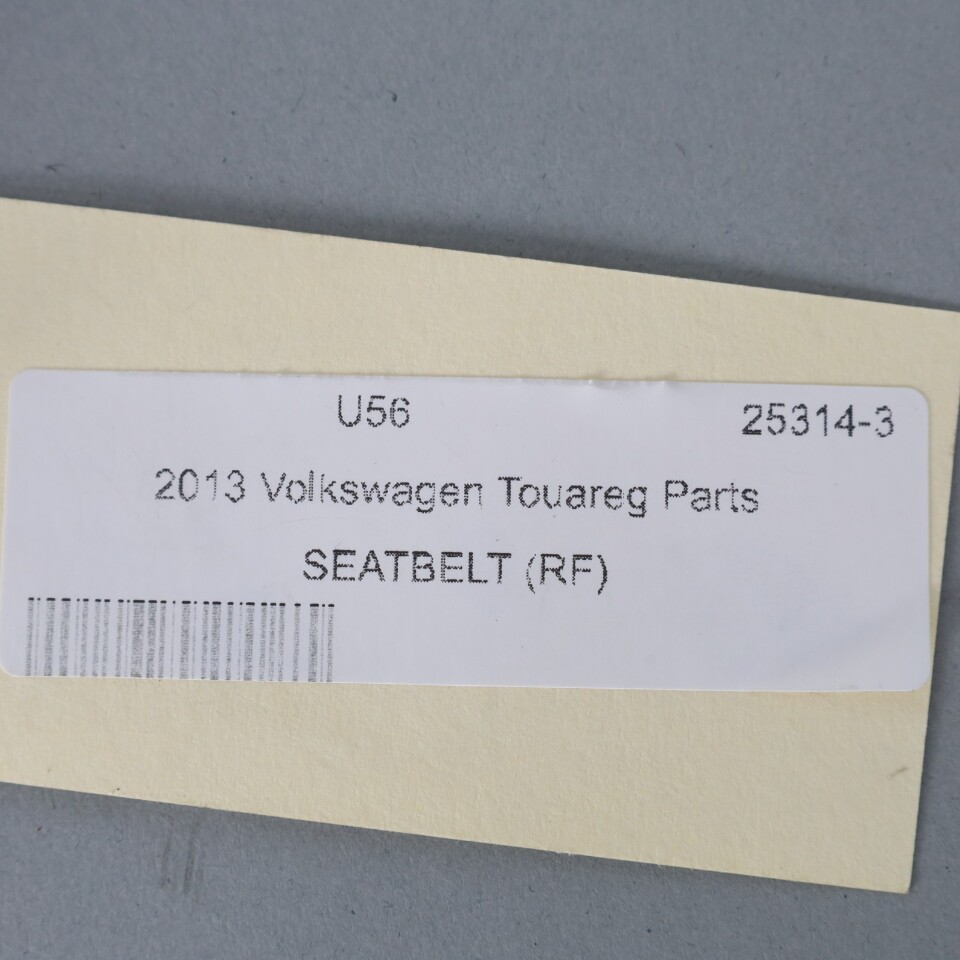 U56 25314-3
2013 Volkswagen Touareg Parts
SEATBELT (RF)